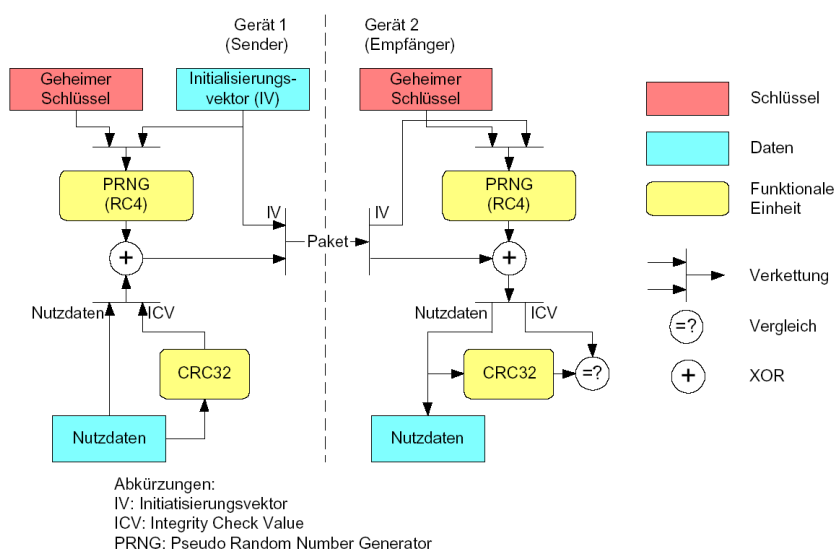 Gerät 1
(Sender)
Gerät 2
(Empfänger)
Geheimer
Schlüssel
Initialisierungs-
vektor (IV)
Geheimer
Schlüssel
Schlüssel
Daten
PRNG
(RC4)
PRNG
(RC4)
Funktionale
Einheit
IV
Paket
IV
+
+
Verkettung
Nutzdaten
ICV
Nutzdaten
ICV
=?
Vergleich
CRC32
CRC32
=?
+
XOR
Nutzdaten
Nutzdaten
Abkürzungen:
IV: Initiatisierungsvektor
ICV: Integrity Check Value
PRNG: Pseudo Random Number Generator